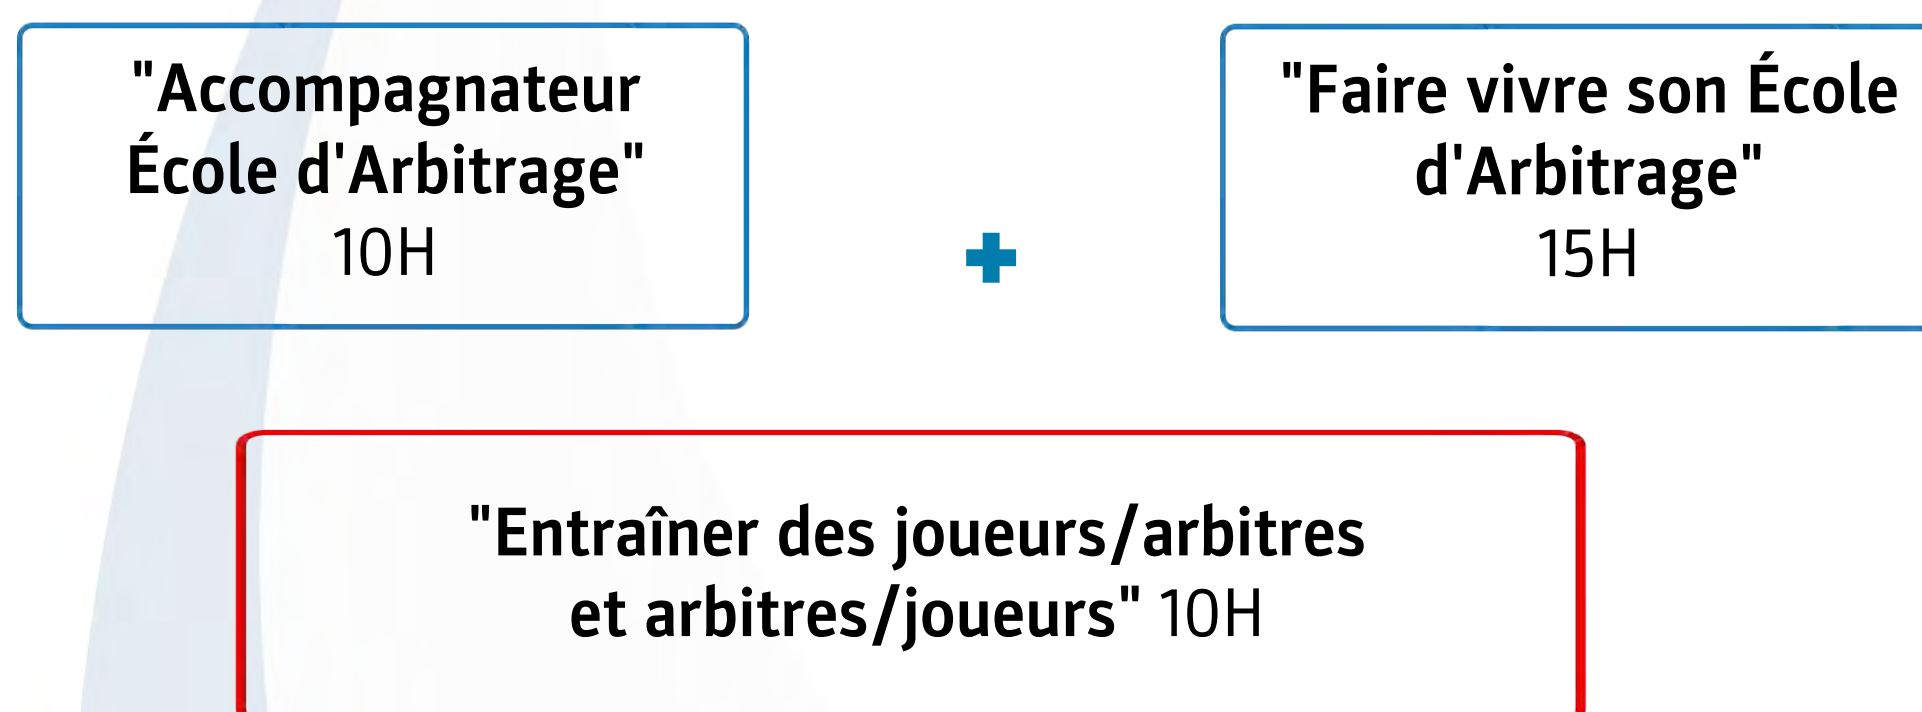 "Accompagnateur
École d'Arbitrage"
10H
"Faire vivre son École
d'Arbitrage"
15H
"Entraîner des joueurs/arbitres
et arbitres/joueurs" 10H